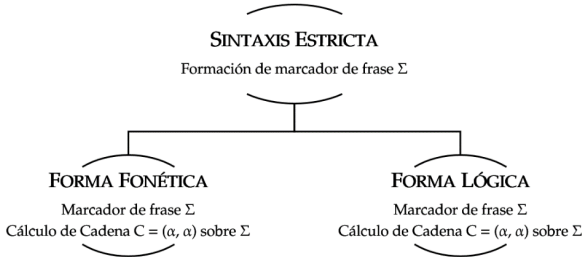 SINTAXIS ESTRICTA
Formación de marcador de frase Σ
FORMA FONÉTICA
Marcador de frase Σ
Cálculo de Cadena C = (α, α) sobre Σ
FORMA LÓGICA
Marcador de frase Σ
Cálculo de Cadena C = (α, α) sobre Σ